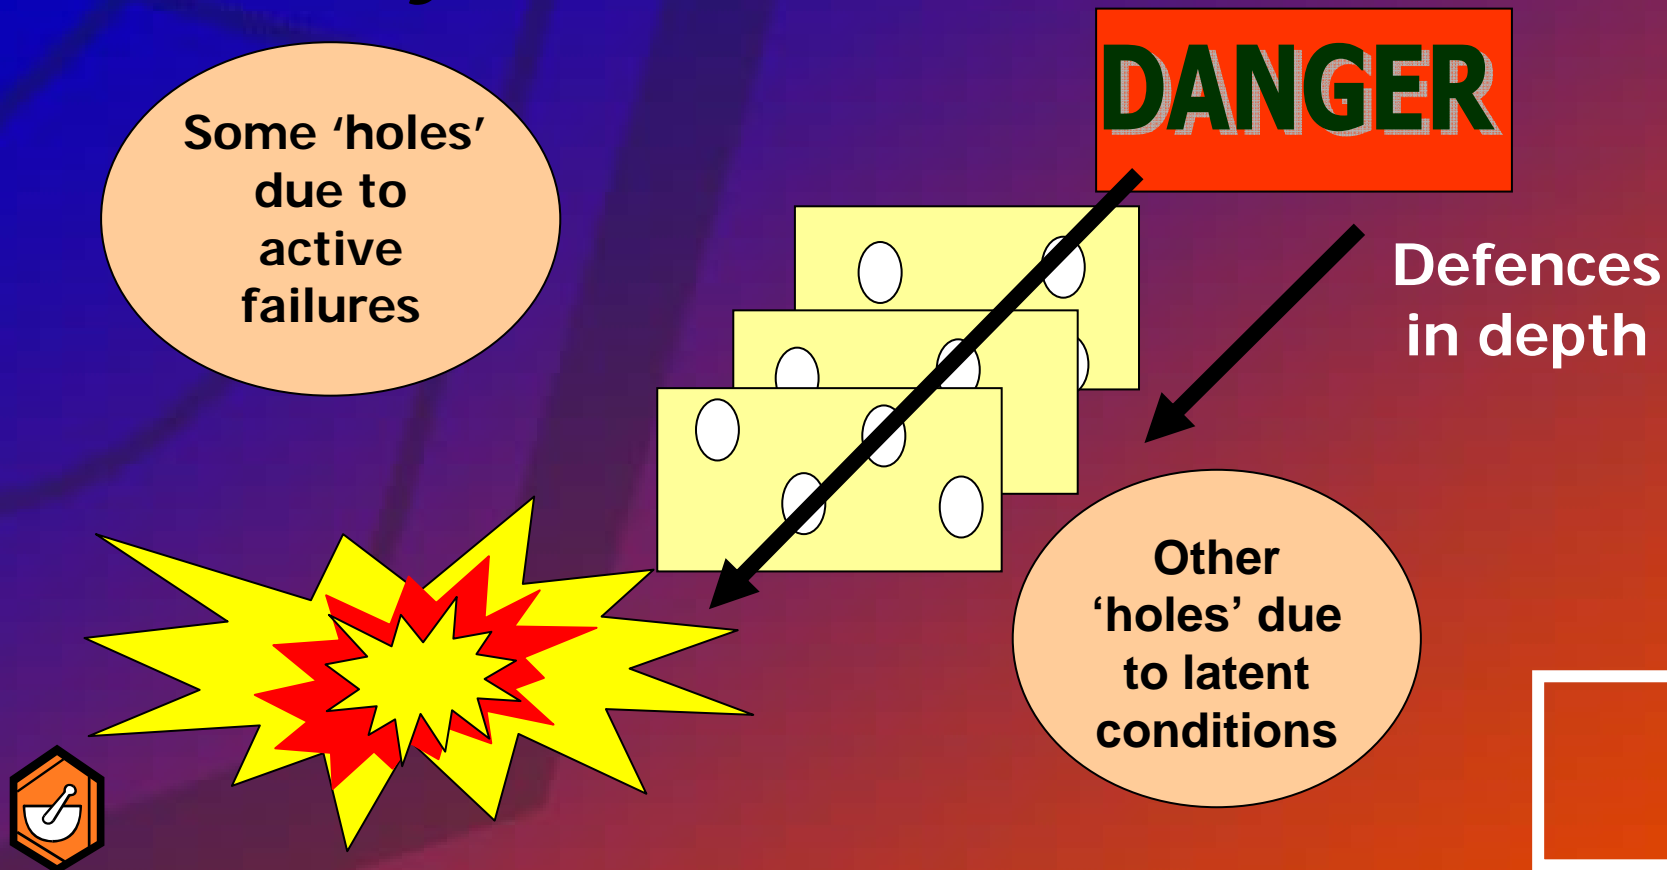 Some ‘holes’
due to
active
failures
DANGER
Defences
in depth
Other
‘holes’ due
to latent
conditions